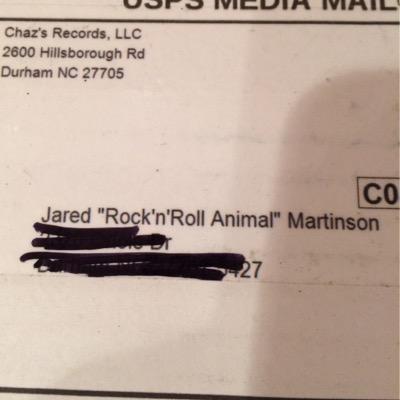 USPS MEDIA MAIL
Chaz's Records, LLC
2600 Hillsborough Rd
Durham NC 27705
C0
Jared "Rock'n'Roll Animal" Martinson
Dr
27